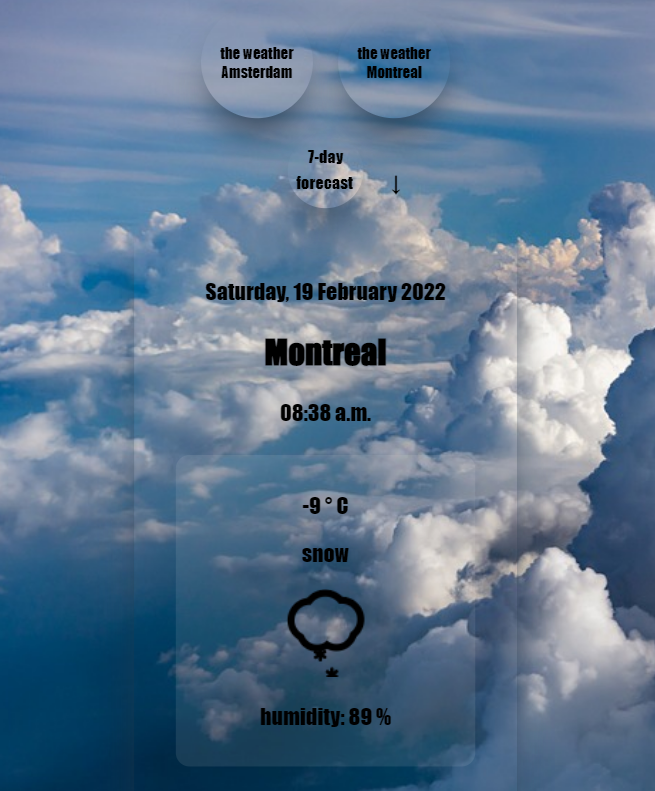 the weather
Amsterdam
the weather
Montreal
7-day
forecast ↓
Saturday, 19 February 2022
Montreal
08:38 a.m.
-9 ° C
snow
humidity: 89 %